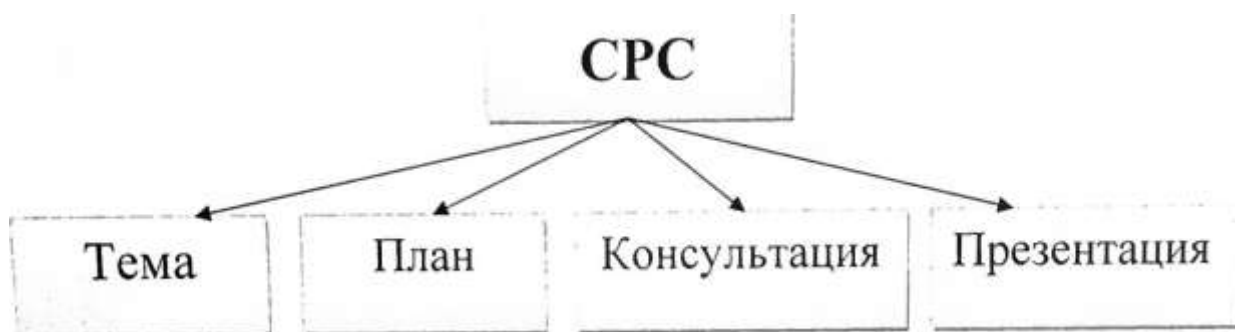 СРС
Тема
План
Консультация
Презентация